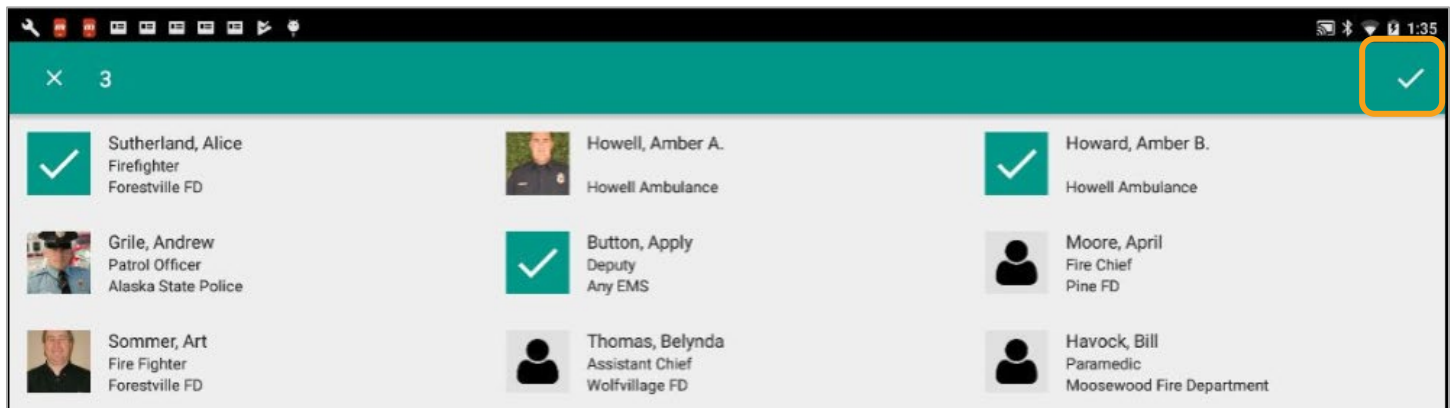 1:35
3
Sutherland, Alice
Firefighter
Forestville FD
Howell, Amber A.
Howell Ambulance
Howard, Amber B.
Howell Ambulance
Grile, Andrew
Patrol Officer
Alaska State Police
Button, Apply
Deputy
Any EMS
Moore, April
Fire Chief
Pine FD
Sommer, Art
Fire Fighter
Forestville FD
Thomas, Belynda
Assistant Chief
Wolfvillage FD
Havock, Bill
Paramedic
Moosewood Fire Department